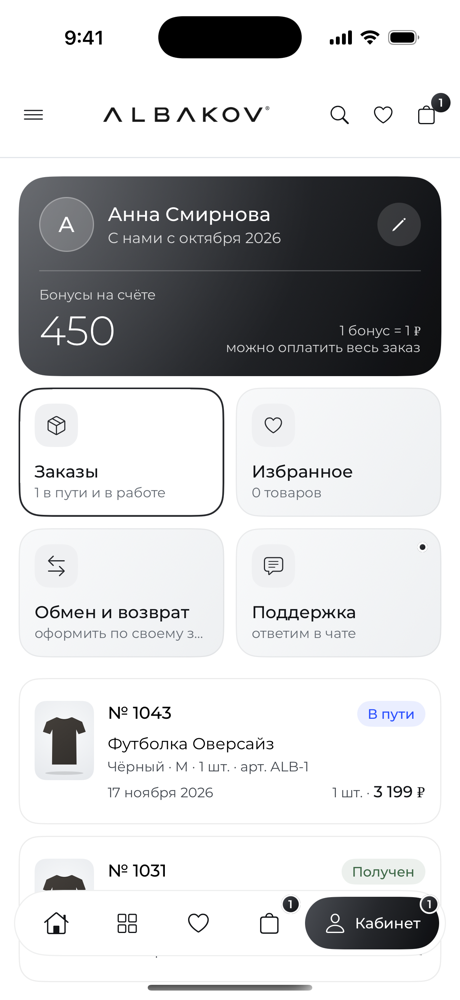 9:41
ALBAKOV®
1
А
Анна Смирнова
С нами с октября 2026
Бонусы на счёте
450
1 бонус = 1 ₽
можно оплатить весь заказ
Заказы
1 в пути и в работе
Избранное
0 товаров
Обмен и возврат
оформить по своему з...
Поддержка
ответим в чате
№ 1043
В пути
Футболка Оверсайз
Чёрный · M · 1 шт. · арт. ALB-1
17 ноября 2026
1 шт. · 3 199 ₽
№ 1031
Получен
1
Кабинет
1